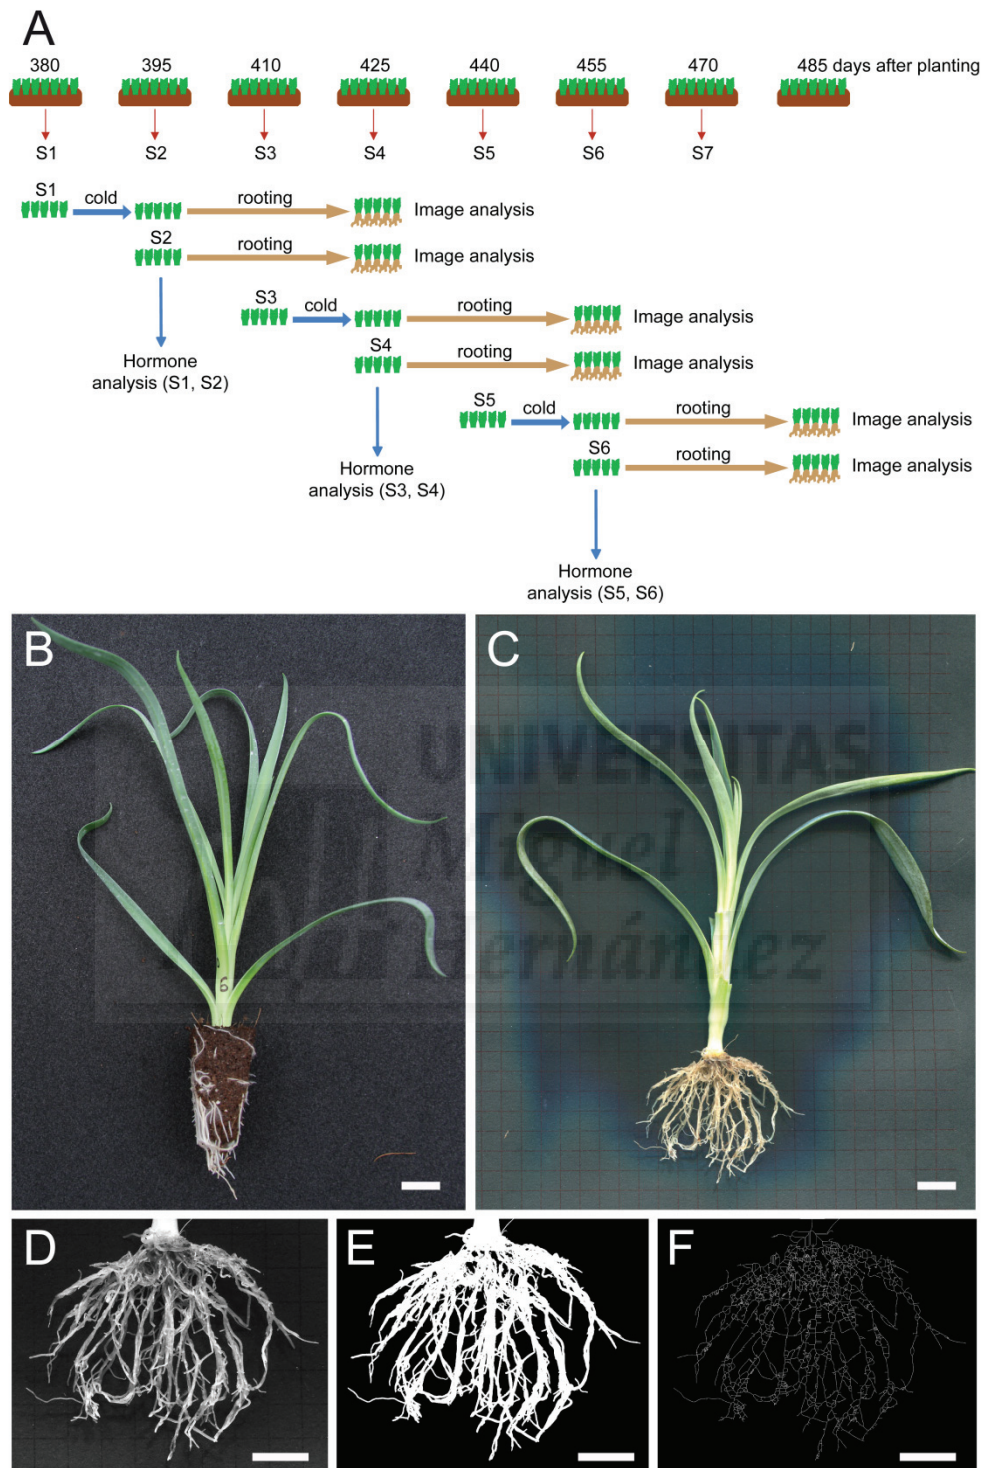 A
380 395 410 425 440 455 470 485 days after planting
S1 S2 S3 S4 S5 S6 S7
S1 cold rooting Image analysis
S2 rooting Image analysis
S3 cold rooting Image analysis
Hormone
analysis (S1, S2)
S4 rooting Image analysis
S5 cold rooting Image analysis
Hormone
analysis (S3, S4)
S6 rooting Image analysis
Hormone
analysis (S5, S6)
B
C
UNIVERSITAS
Miguel
Hernández
D
E
F